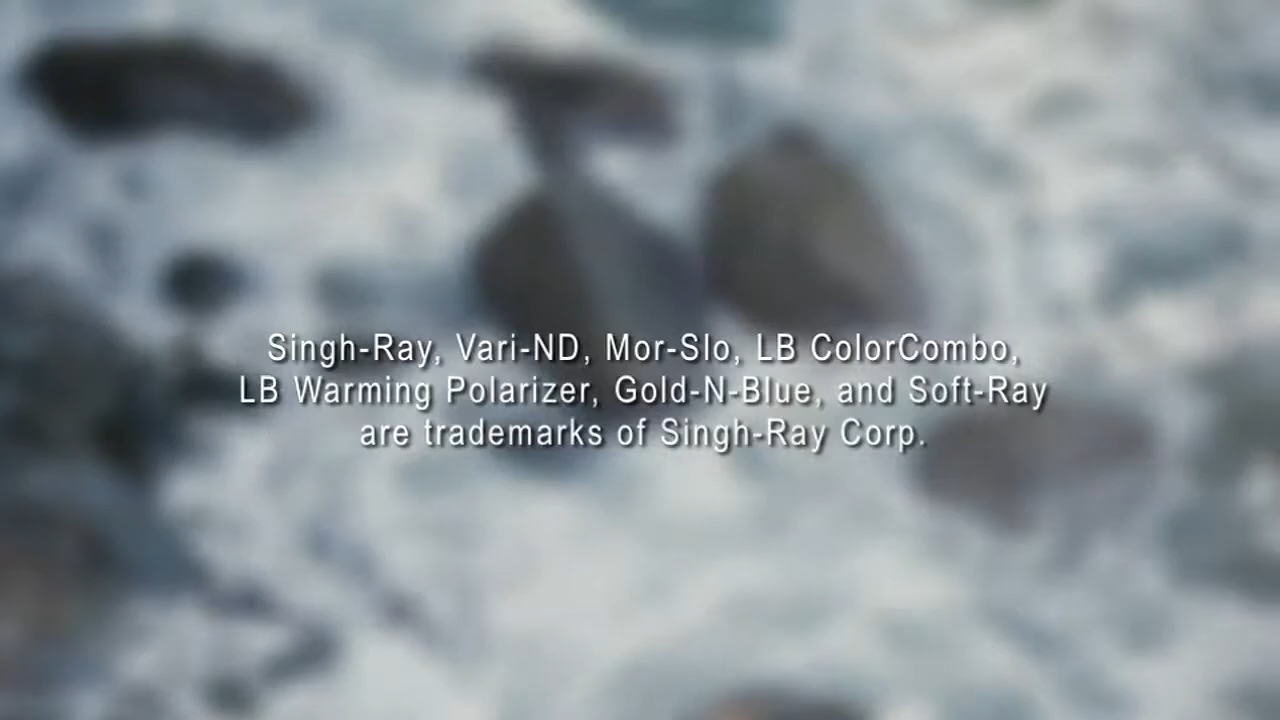 Singh-Ray, Vari-ND, Mor-Slo, LB ColorCombo,
LB Warming Polarizer, Gold-N-Blue, and Soft-Ray
are trademarks of Singh-Ray Corp.